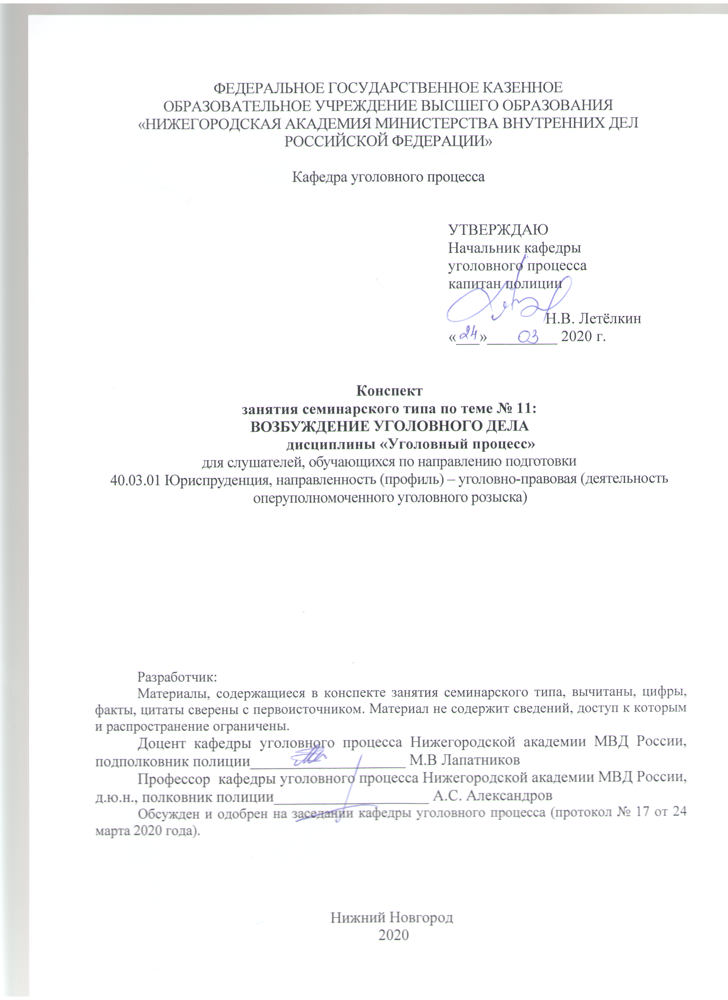 ФЕДЕРАЛЬНОЕ ГОСУДАРСТВЕННОЕ КАЗЕННОЕ
ОБРАЗОВАТЕЛЬНОЕ УЧРЕЖДЕНИЕ ВЫСШЕГО ОБРАЗОВАНИЯ
«НИЖЕГОРОДСКАЯ АКАДЕМИЯ МИНИСТЕРСТВА ВНУТРЕННИХ ДЕЛ
РОССИЙСКОЙ ФЕДЕРАЦИИ»
Кафедра уголовного процесса
УТВЕРЖДАЮ
Начальник кафедры
уголовного процесса
капитан полиции
Н.В. Летёлкин
«24» 03 2020 г.
Конспект
занятия семинарского типа по теме № 11:
ВОЗБУЖДЕНИЕ УГОЛОВНОГО ДЕЛА
дисциплины «Уголовный процесс»
для слушателей, обучающихся по направлению подготовки
40.03.01 Юриспруденция, направленность (профиль) – уголовно-правовая (деятельность
оперуполномоченного уголовного розыска)
Разработчик:
Материалы, содержащиеся в конспекте занятия семинарского типа, вычитаны, цифры,
факты, цитаты сверены с первоисточником. Материал не содержит сведений, доступ к которым
и распространение ограничены.
Доцент кафедры уголовного процесса Нижегородской академии МВД России,
подполковник полиции____________________ М.В Лапатников
Профессор кафедры уголовного процесса Нижегородской академии МВД России,
д.ю.н., полковник полиции____________________ А.С. Александров
Обсужден и одобрен на заседании кафедры уголовного процесса (протокол № 17 от 24
марта 2020 года).
Нижний Новгород
2020